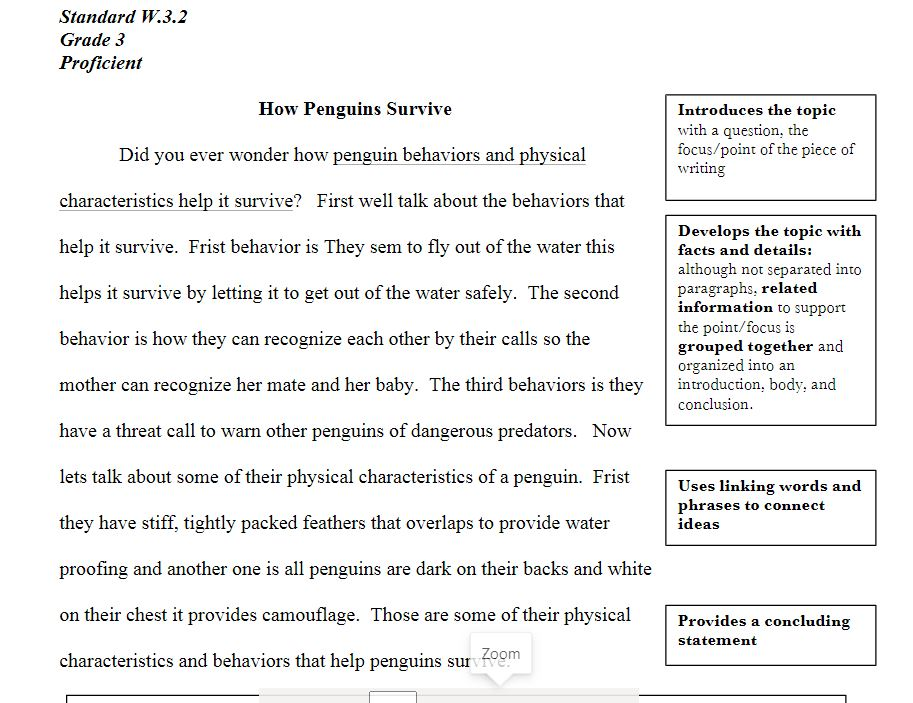 Standard W.3.2
Grade 3
Proficient
How Penguins Survive
Did you ever wonder how penguin behaviors and physical
characteristics help it survive?   First well talk about the behaviors that
help it survive.  Frist behavior is They sem to fly out of the water this
helps it survive by letting it to get out of the water safely.  The second
behavior is how they can recognize each other by their calls so the
mother can recognize her mate and her baby.  The third behaviors is they
have a threat call to warn other penguins of dangerous predators.   Now
lets talk about some of their physical characteristics of a penguin.  Frist
they have stiff, tightly packed feathers that overlaps to provide water
proofing and another one is all penguins are dark on their backs and white
on their chest it provides camouflage.  Those are some of their physical
characteristics and behaviors that help penguins survive.
Introduces the topic
with a question, the
focus/point of the piece of
writing
Develops the topic with
facts and details:
although not separated into
paragraphs, related
information to support
the point/focus is
grouped together and
organized into an
introduction, body, and
conclusion.
Uses linking words and
phrases to connect
ideas
Provides a concluding
statement
Zoom